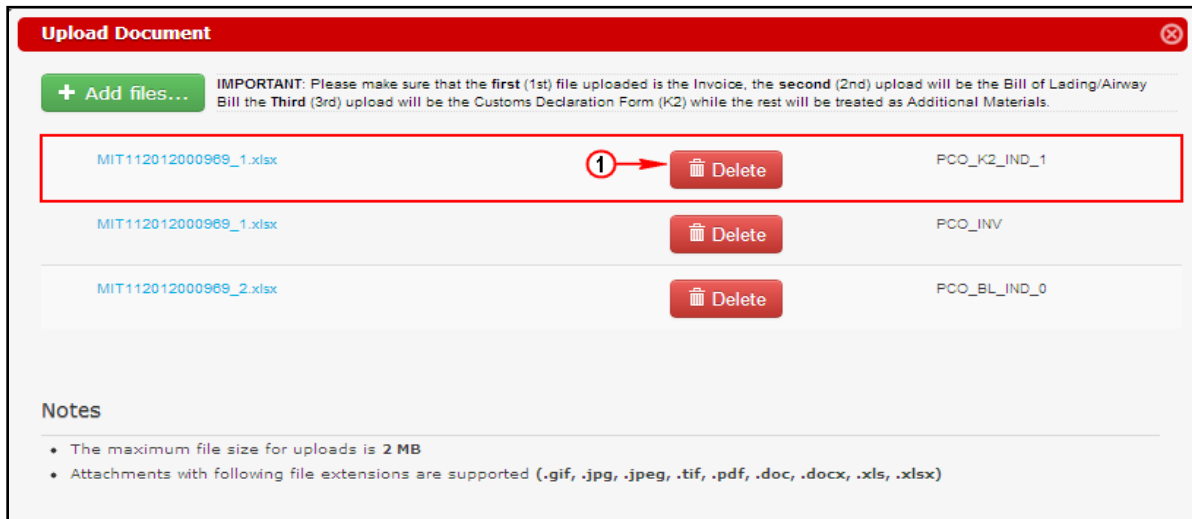 Upload Document
+ Add files...
IMPORTANT: Please make sure that the first (1st) file uploaded is the Invoice, the second (2nd) upload will be the Bill of Lading/Airway
Bill the Third (3rd) upload will be the Customs Declaration Form (K2) while the rest will be treated as Additional Materials.
MIT112012000969_1.xlsx 1 Delete PCO_K2_IND_1
MIT112012000969_1.xlsx Delete PCO_INV
MIT112012000969_2.xlsx Delete PCO_BL_IND_0
Notes
• The maximum file size for uploads is 2 MB
• Attachments with following file extensions are supported (.gif, .jpg, .jpeg, .tif, .pdf, .doc, .docx, .xls, .xlsx)